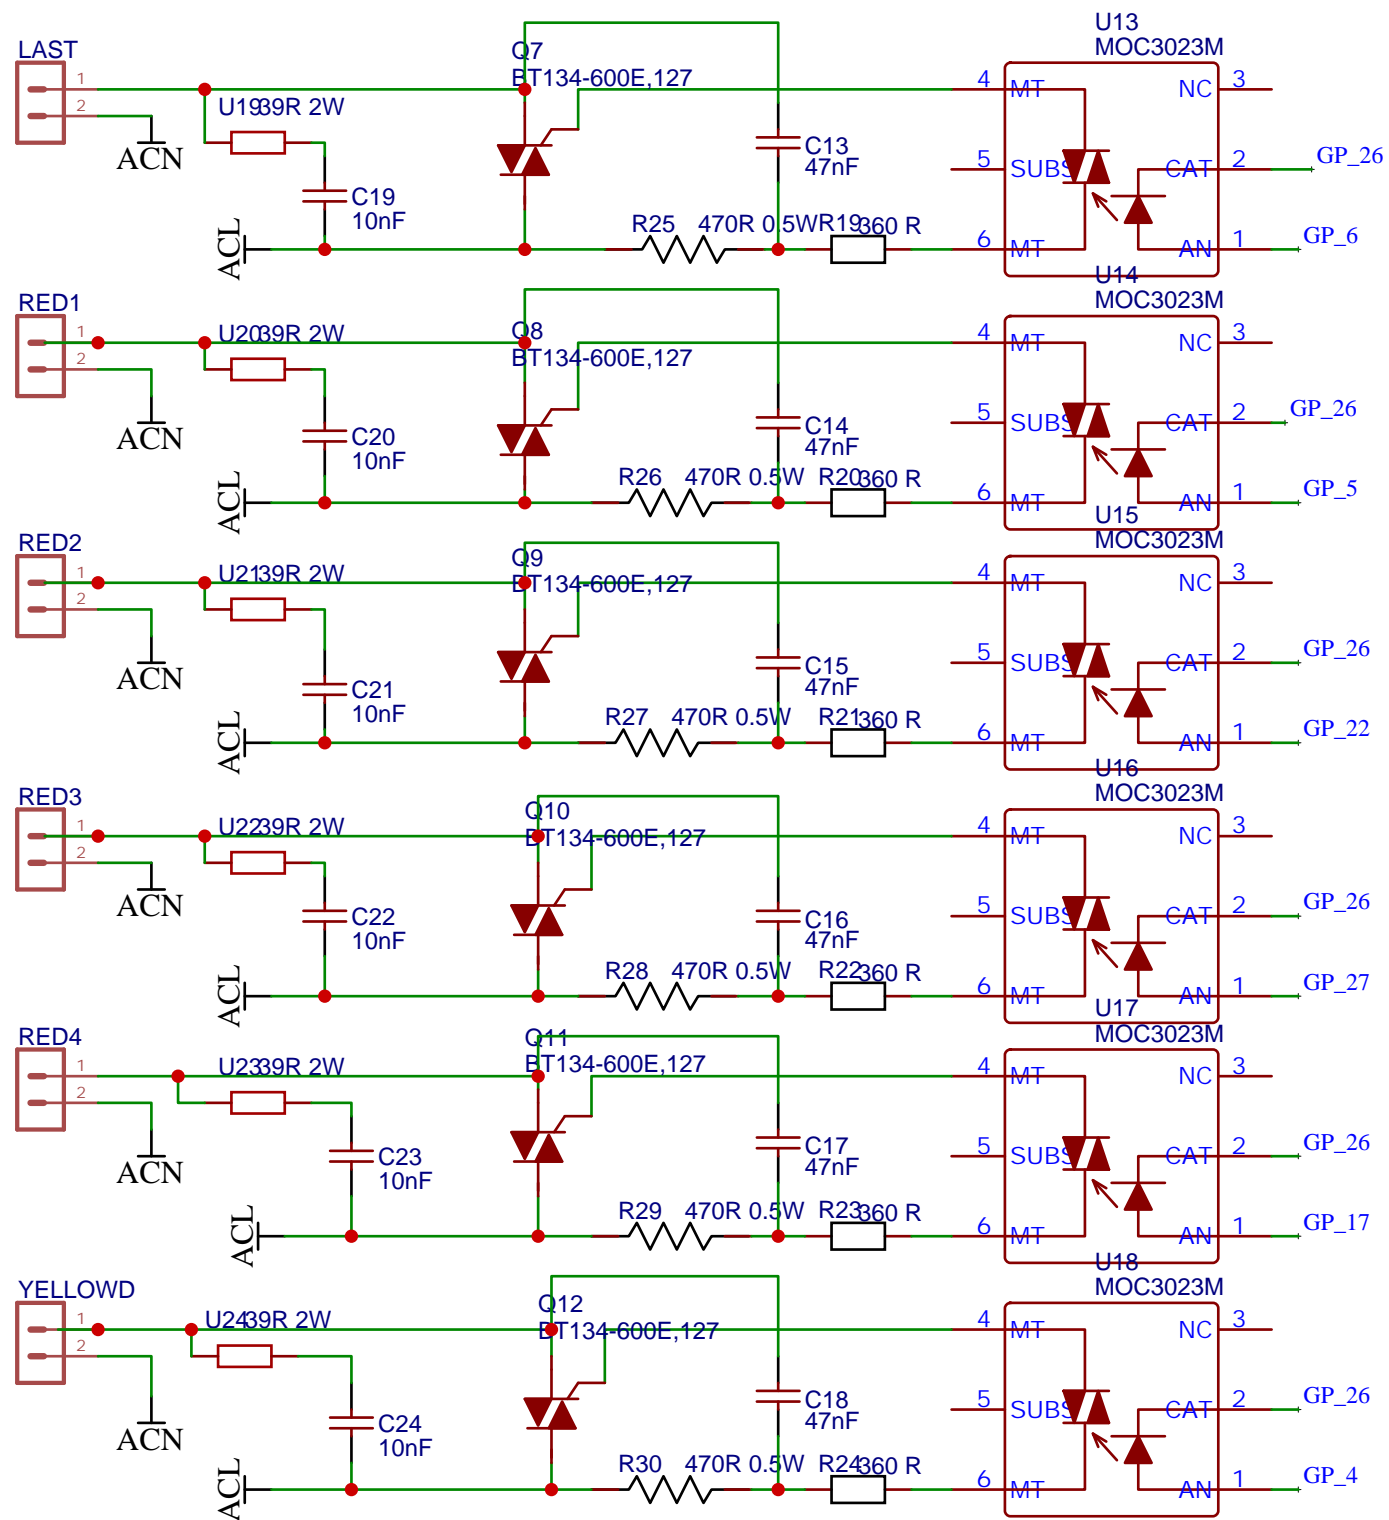 LAST
1
2
ACN
U19 39R 2W
C19
10nF
ACL
Q7
BT134-600E,127
C13
47nF
R25 470R 0.5W
R19 360 R
U13
MOC3023M
4 MT
NC 3
5 SUBS
CAT 2
6 MT
AN 1
GP_26
GP_6
RED1
1
2
ACN
U20 39R 2W
C20
10nF
ACL
Q8
BT134-600E,127
C14
47nF
R26 470R 0.5W
R20 360 R
U14
MOC3023M
4 MT
NC 3
5 SUBS
CAT 2
6 MT
AN 1
GP_26
GP_5
RED2
1
2
ACN
U21 39R 2W
C21
10nF
ACL
Q9
BT134-600E,127
C15
47nF
R27 470R 0.5W
R21 360 R
U15
MOC3023M
4 MT
NC 3
5 SUBS
CAT 2
6 MT
AN 1
GP_26
GP_22
RED3
1
2
ACN
U22 39R 2W
C22
10nF
ACL
Q10
BT134-600E,127
C16
47nF
R28 470R 0.5W
R22 360 R
U16
MOC3023M
4 MT
NC 3
5 SUBS
CAT 2
6 MT
AN 1
GP_26
GP_27
RED4
1
2
ACN
U23 39R 2W
C23
10nF
ACL
Q11
BT134-600E,127
C17
47nF
R29 470R 0.5W
R23 360 R
U17
MOC3023M
4 MT
NC 3
5 SUBS
CAT 2
6 MT
AN 1
GP_26
GP_17
YELLOWD
1
2
ACN
U24 39R 2W
C24
10nF
ACL
Q12
BT134-600E,127
C18
47nF
R30 470R 0.5W
R24 360 R
U18
MOC3023M
4 MT
NC 3
5 SUBS
CAT 2
6 MT
AN 1
GP_26
GP_4